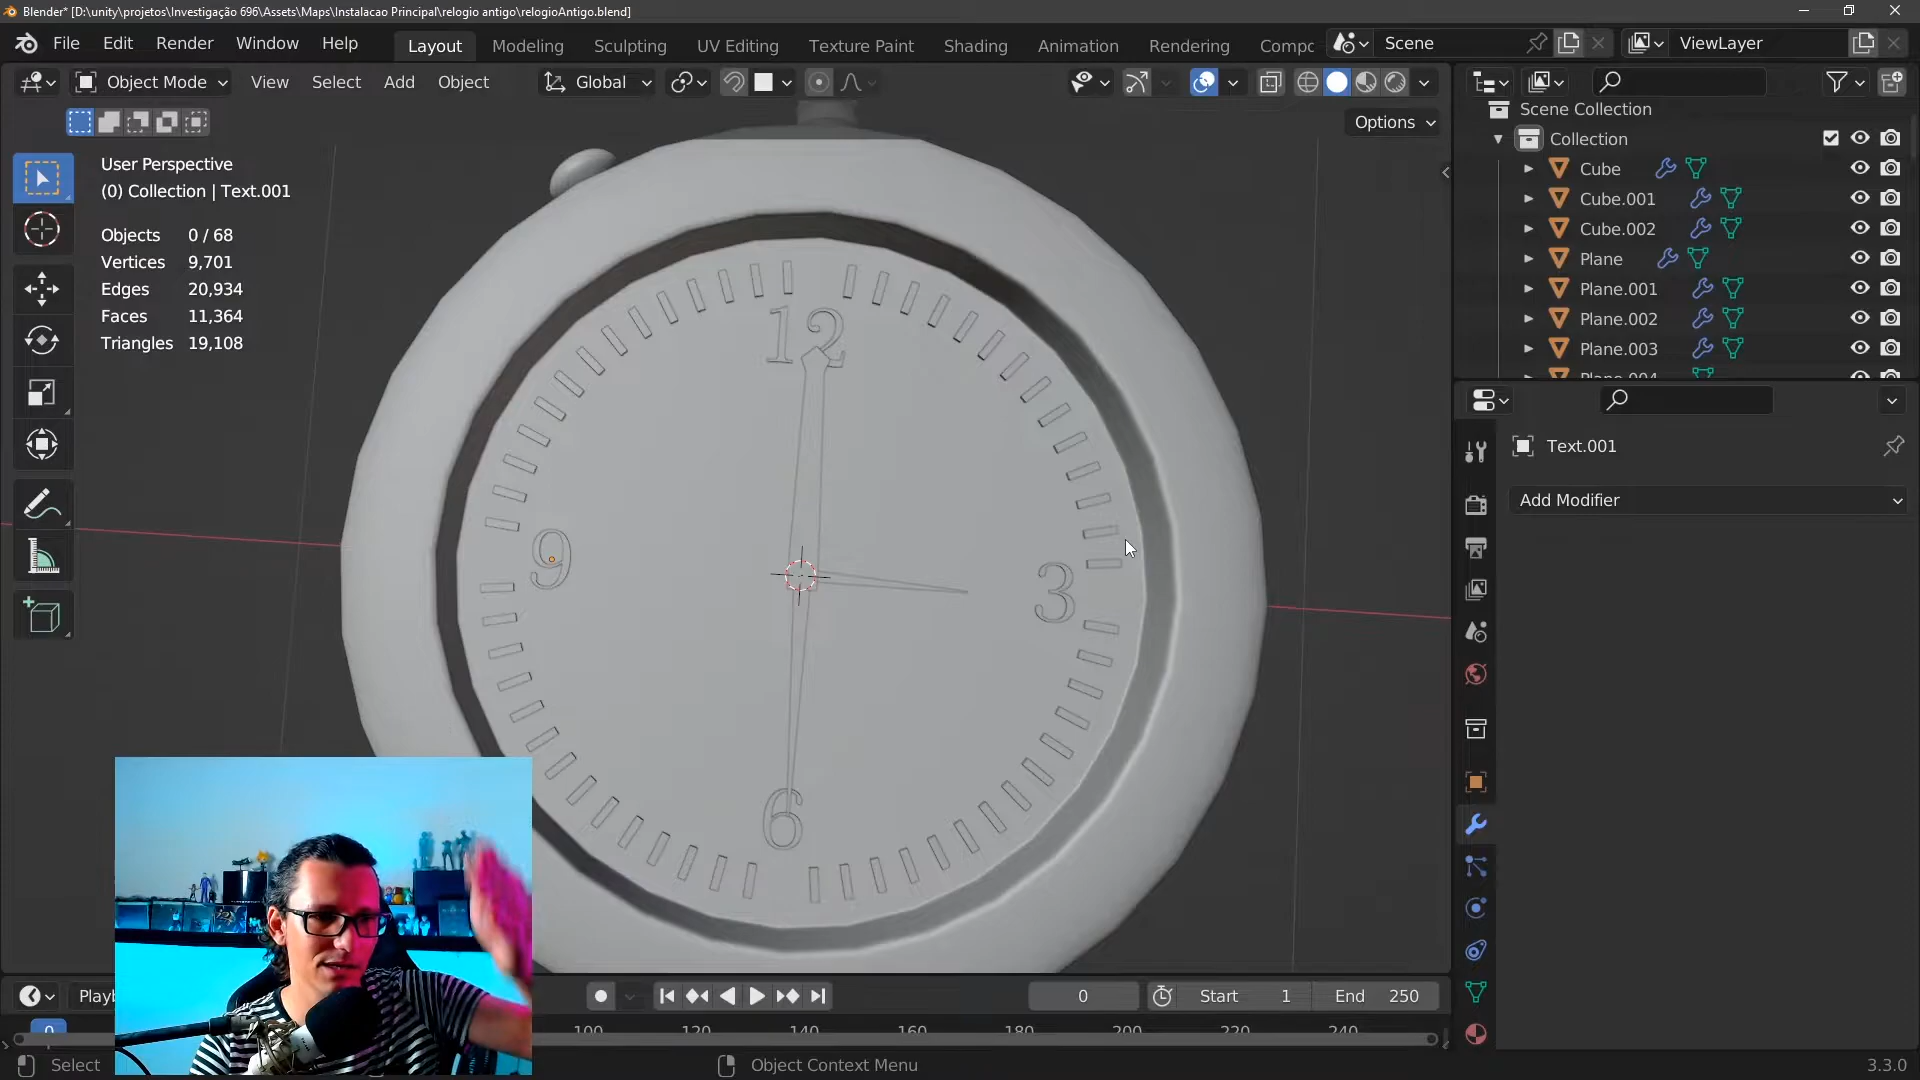 Blender* [D:\unity\projetos\Investigação 696\Assets\Maps\Instalacao Principal\relogio antigo\relogioAntigo.blend]
File Edit Render Window Help Layout Modeling Sculpting UV Editing Texture Paint Shading Animation Rendering Compc Scene ViewLayer
Object Mode View Select Add Object Global
Options
User Perspective
(0) Collection | Text.001
Objects 0 / 68
Vertices 9,701
Edges 20,934
Faces 11,364
Triangles 19,108
12
9
3
6
Scene Collection
Collection
Cube
Cube.001
Cube.002
Plane
Plane.001
Plane.002
Plane.003
Plane.004
Text.001
Add Modifier
Playb 0 Start 1 End 250
0 100 120 140 160 180 200 220 240
Select Object Context Menu 3.3.0